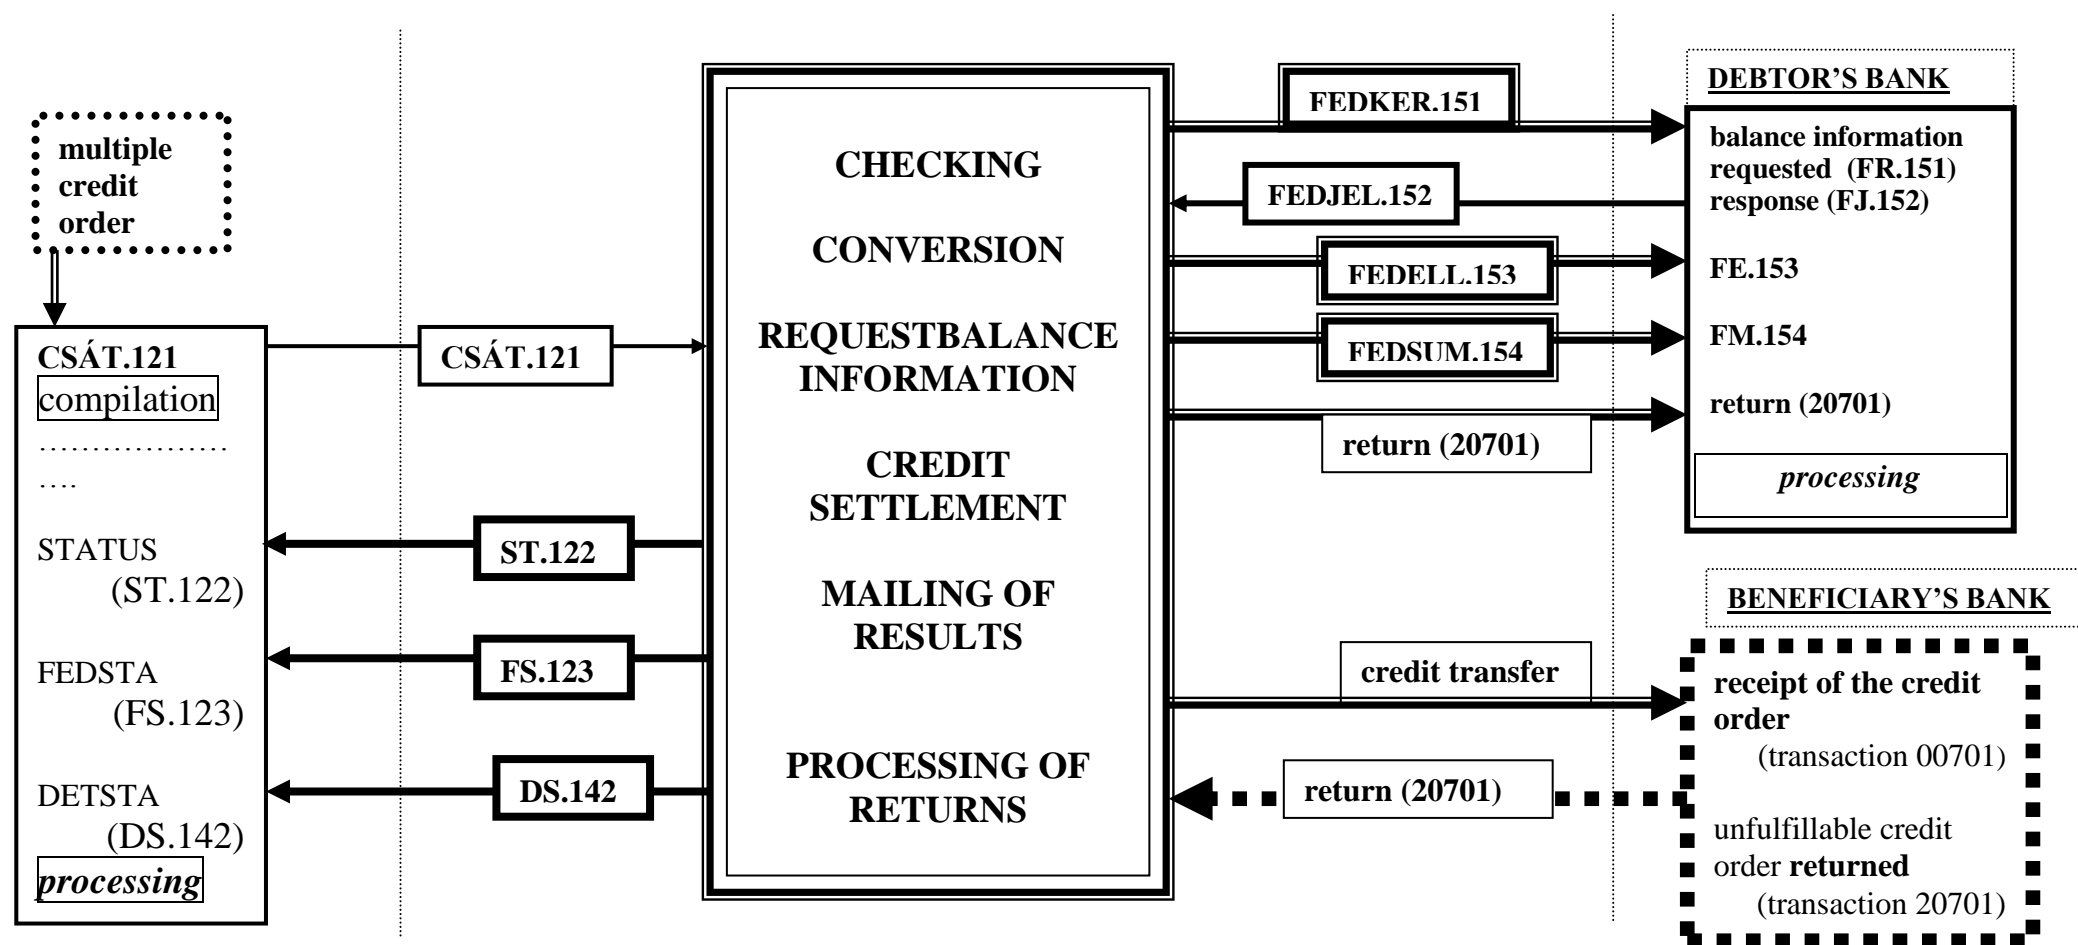 multiple
credit
order
CSÁT.121
compilation
………………
….
STATUS
(ST.122)
FEDSTA
(FS.123)
DETSTA
(DS.142)
processing
CSÁT.121
ST.122
FS.123
DS.142
CHECKING
CONVERSION
REQUESTBALANCE
INFORMATION
CREDIT
SETTLEMENT
MAILING OF
RESULTS
PROCESSING OF
RETURNS
FEDKER.151
FEDJEL.152
FEDELL.153
FEDSUM.154
return (20701)
credit transfer
return (20701)
DEBTOR’S BANK
balance information
requested (FR.151)
response (FJ.152)
FE.153
FM.154
return (20701)
processing
BENEFICIARY’S BANK
receipt of the credit
order
(transaction 00701)
unfulfillable credit
order returned
(transaction 20701)